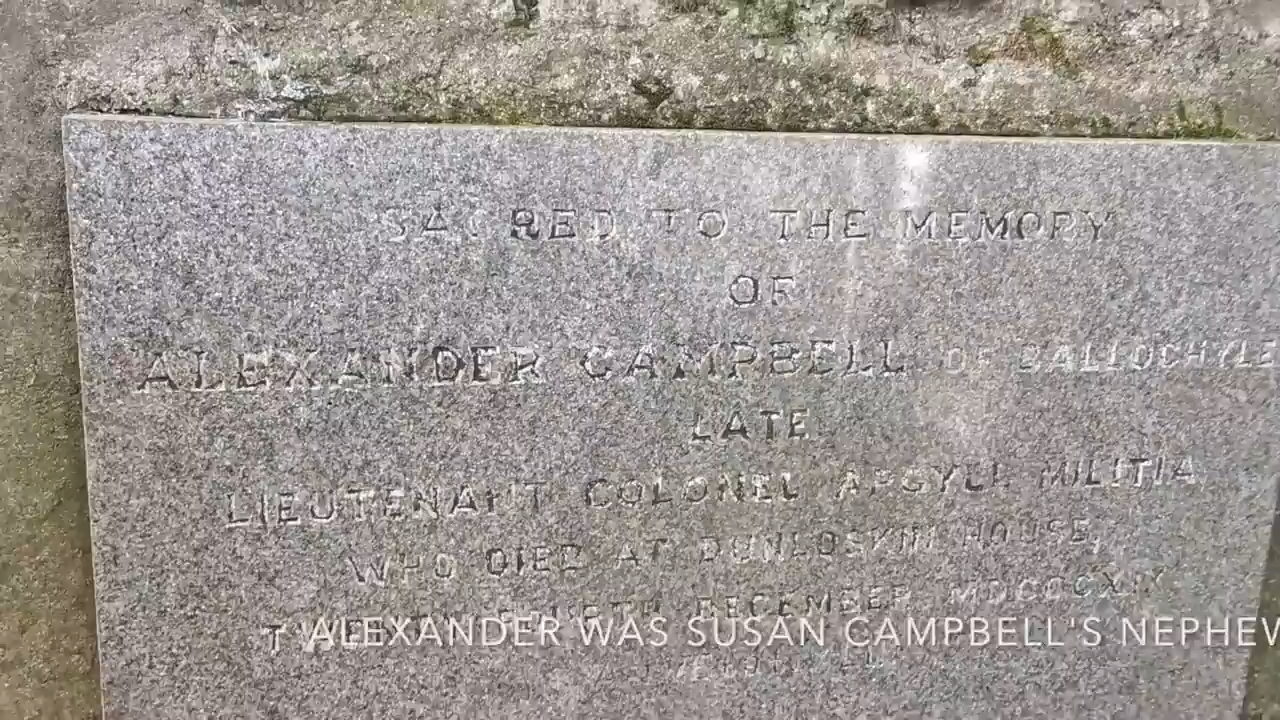 SACRED TO THE MEMORY
OF
ALEXANDER CAMPBELL OF BALLOCHYLE
LATE
LIEUTENANT COLONEL ARGYLL MILITIA
WHO DIED AT DUNLOSKIN HOUSE,
DECEMBER
ALEXANDER WAS SUSAN CAMPBELL'S NEPHEW